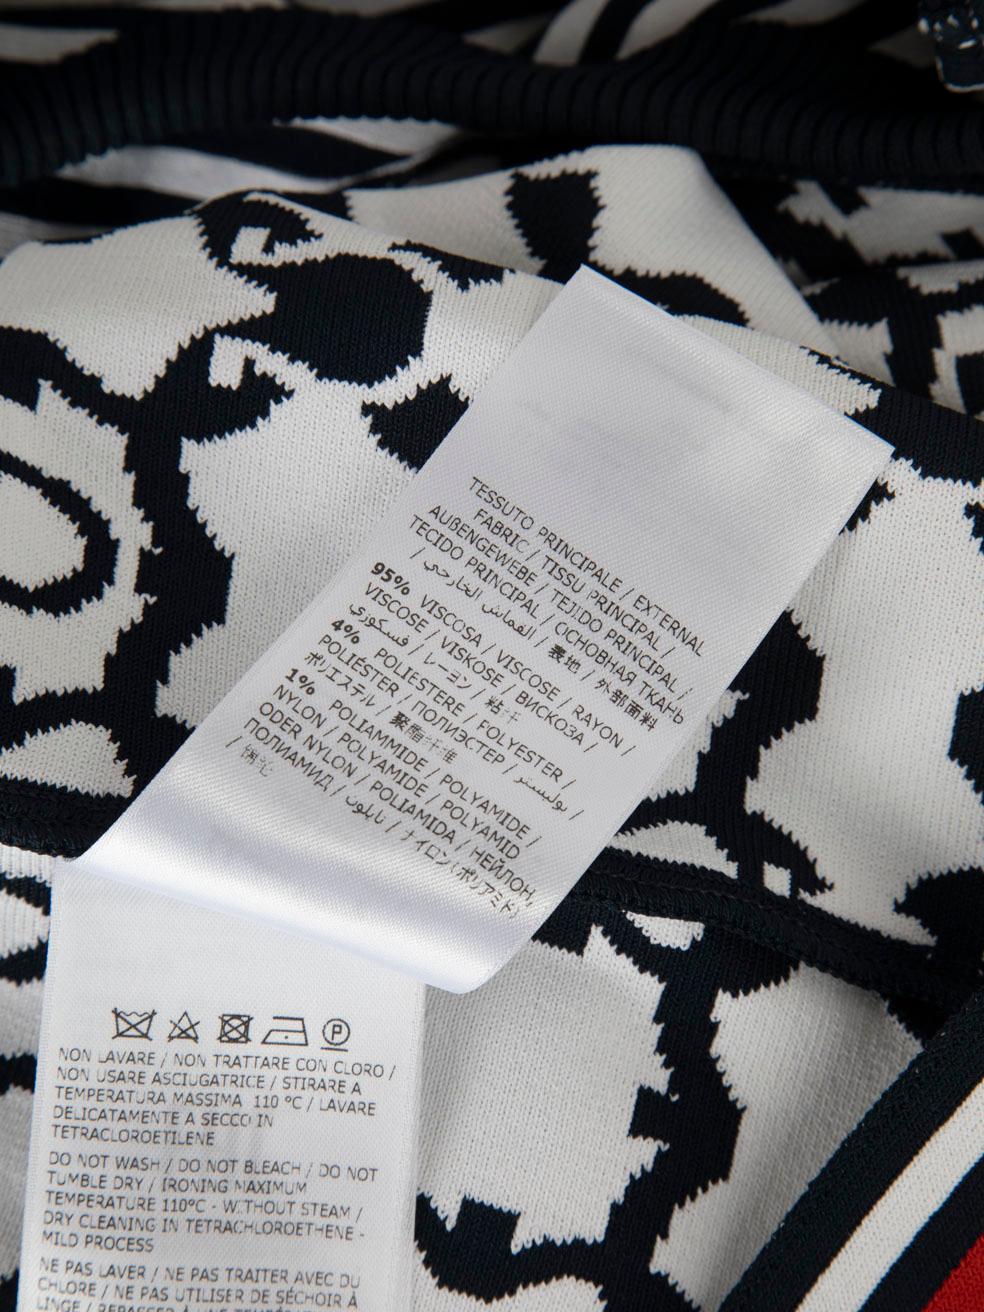 TESSUTO PRINCIPALE / EXTERNAL
FABRIC / TISSU PRINCIPAL /
AUßENGEWEBE / TEJIDO PRINCIPAL /
TECIDO PRINCIPAL / ОСНОВНАЯ ТКАНЬ
/ القماش الخارجي / 裏地 / 外部面料
95% VISCOSA / VISCOSE / RAYON /
VISCOSE / VISKOSE / ВИСКОЗА /
فسكوزي / レーヨン / 粘纤
4% POLIESTERE / POLYESTER /
POLIÉSTER / ПОЛИЭСТЕР / بوليستر /
ポリエステル / 聚酯纤维
1% POLIAMMIDE / POLYAMIDE /
NYLON / POLYAMIDE / POLYAMID
ODER NYLON / POLIAMIDA / НЕЙЛОН,
ПОЛИАМИД / نايلون / ナイロン(ポリアミド)
/ 锦纶
NON LAVARE / NON TRATTARE CON CLORO /
NON USARE ASCIUGATRICE / STIRARE A
TEMPERATURA MASSIMA 110 °C / LAVARE
DELICATAMENTE A SECCO IN
TETRACLOROETILENE
DO NOT WASH / DO NOT BLEACH / DO NOT
TUMBLE DRY / IRONING MAXIMUM
TEMPERATURE 110°C - WITHOUT STEAM /
DRY CLEANING IN TETRACHLOROETHENE -
MILD PROCESS
NE PAS LAVER / NE PAS TRAITER AVEC DU
CHLORE / NE PAS UTILISER DE SÉCHOIR À
LINGE / REPASSER À UNE TEMPÉRATURE